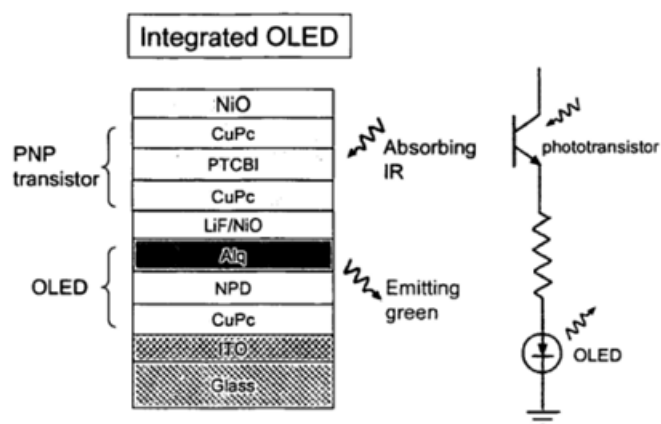 Integrated OLED
NiO
CuPc
PTCBI
CuPc
LiF/NiO
Alq
NPD
CuPc
ITO
Glass
PNP
transistor
OLED
Absorbing
IR
Emitting
green
phototransistor
OLED